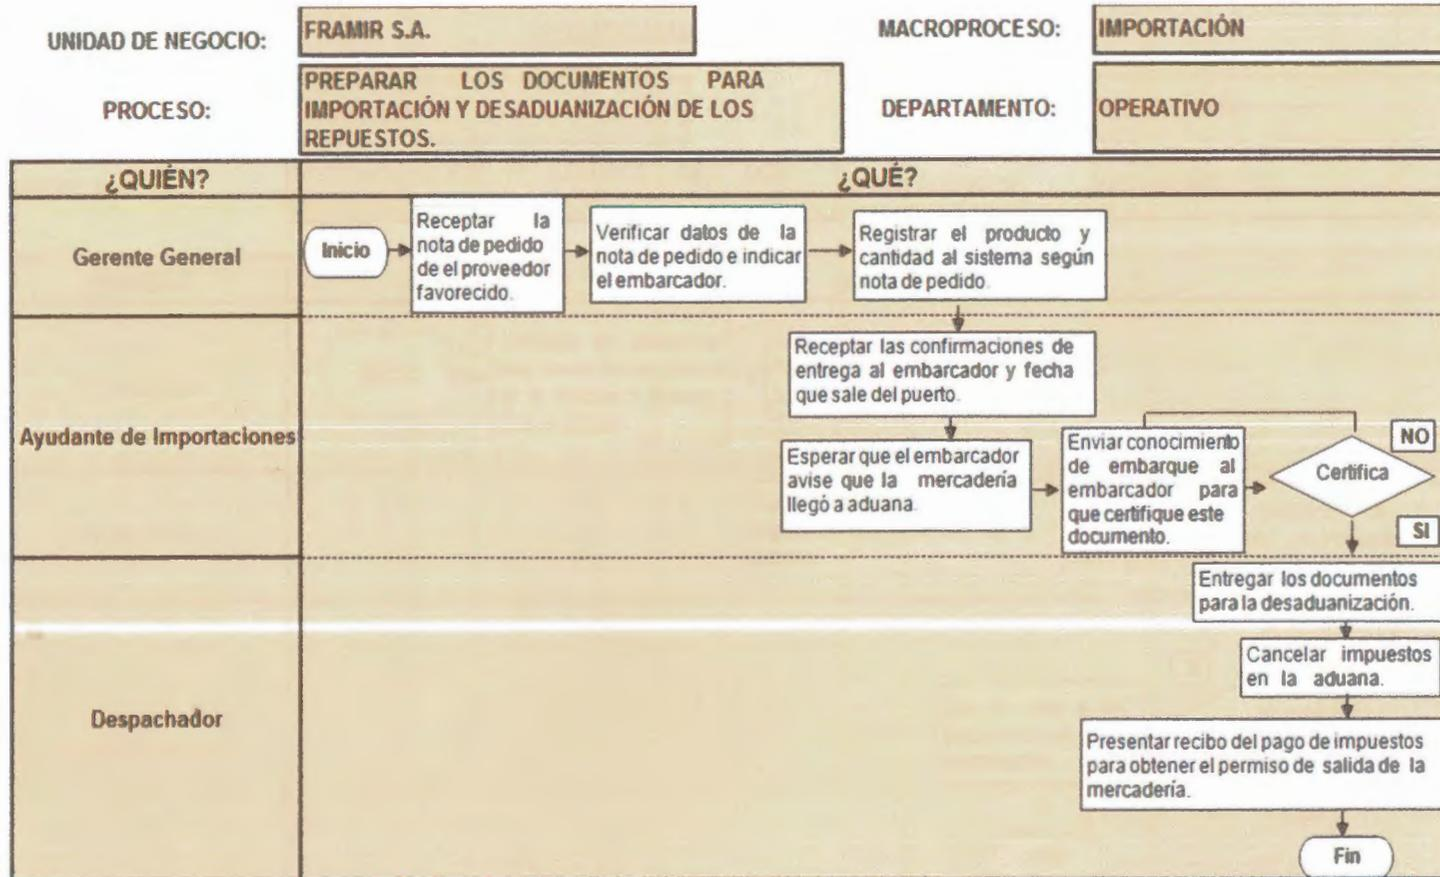 UNIDAD DE NEGOCIO:
FRAMIR S.A.
MACROPROCESO:
IMPORTACIÓN
PROCESO:
PREPARAR LOS DOCUMENTOS PARA
IMPORTACIÓN Y DESADUANIZACIÓN DE LOS
REPUESTOS.
DEPARTAMENTO:
OPERATIVO
¿QUIÉN?
¿QUÉ?
Gerente General
Inicio
Receptar la
nota de pedido
de el proveedor
favorecido.
Verificar datos de la
nota de pedido e indicar
el embarcador.
Registrar el producto y
cantidad al sistema según
nota de pedido.
Ayudante de Importaciones
Receptar las confirmaciones de
entrega al embarcador y fecha
que sale del puerto.
Esperar que el embarcador
avise que la mercadería
llegó a aduana.
Enviar conocimiento
de embarque al
embarcador para
que certifique este
documento.
Certifica
NO
SI
Despachador
Entregar los documentos
para la desaduanización.
Cancelar impuestos
en la aduana.
Presentar recibo del pago de impuestos
para obtener el permiso de salida de la
mercadería.
Fin